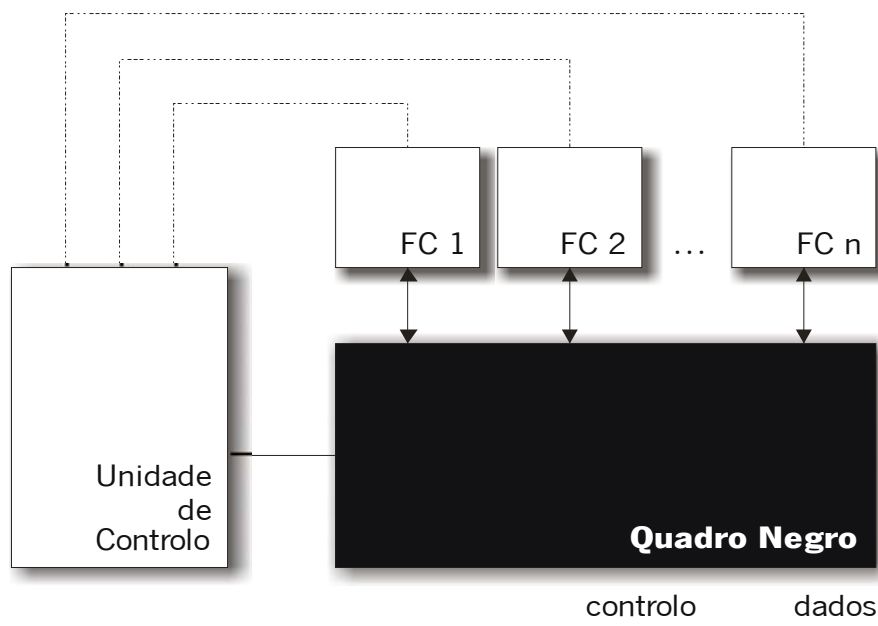 FC 1
FC 2
...
FC n
Unidade
de
Controlo
Quadro Negro
controlo
dados